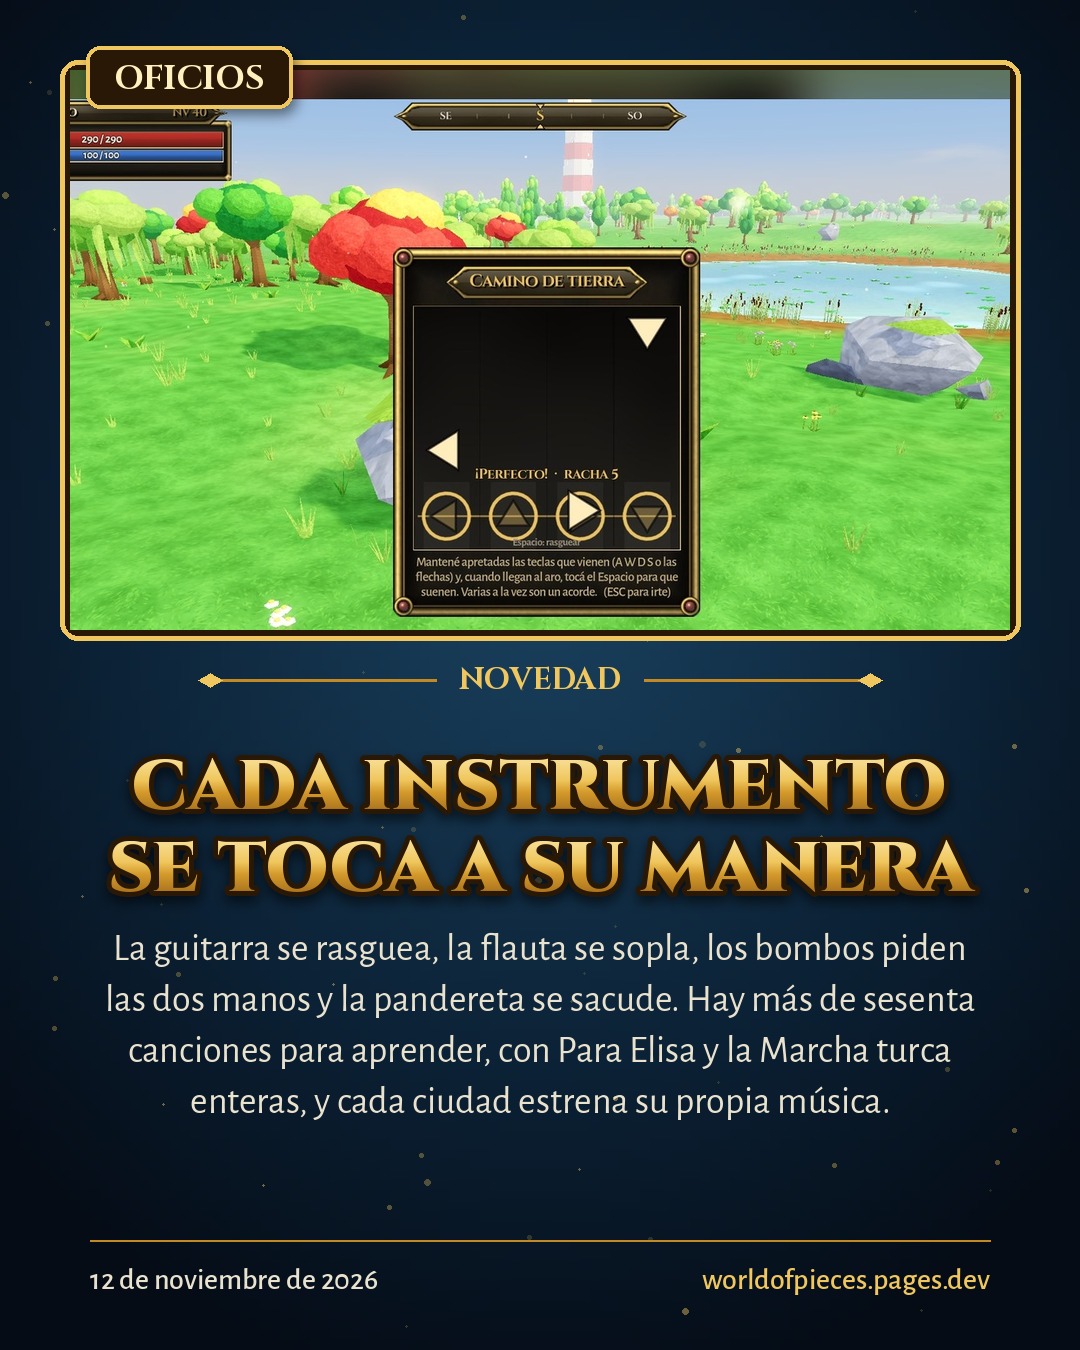 OFICIOS
O NV 40
290/290
100/100
SE S SO
CAMINO DE TIERRA
¡PERFECTO! · RACHA 5
Espacio: rasguear
Mantené apretadas las teclas que vienen (A W D S o las
flechas) y, cuando llegan al aro, tocá el Espacio para que
suenen. Varias a la vez son un acorde. (ESC para irte)
NOVEDAD
CADA INSTRUMENTO
SE TOCA A SU MANERA
La guitarra se rasguea, la flauta se sopla, los bombos piden
las dos manos y la pandereta se sacude. Hay más de sesenta
canciones para aprender, con Para Elisa y la Marcha turca
enteras, y cada ciudad estrena su propia música.
12 de noviembre de 2026
worldofpieces.pages.dev